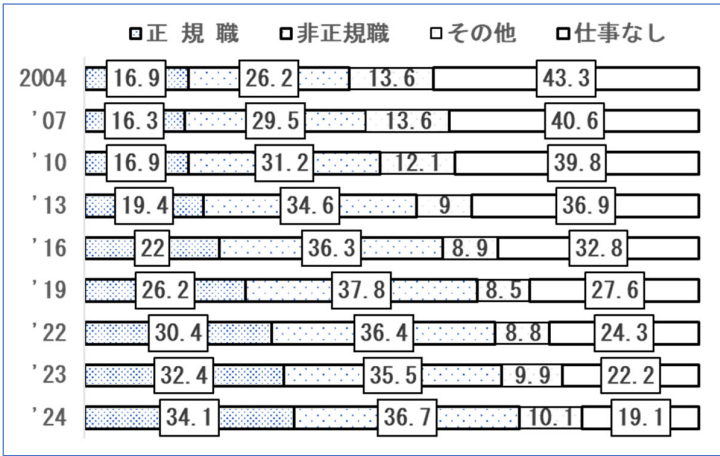 正 規 職 非正規職 その他 仕事なし
2004 16.9 26.2 13.6 43.3
'07 16.3 29.5 13.6 40.6
'10 16.9 31.2 12.1 39.8
'13 19.4 34.6 9 36.9
'16 22 36.3 8.9 32.8
'19 26.2 37.8 8.5 27.6
'22 30.4 36.4 8.8 24.3
'23 32.4 35.5 9.9 22.2
'24 34.1 36.7 10.1 19.1